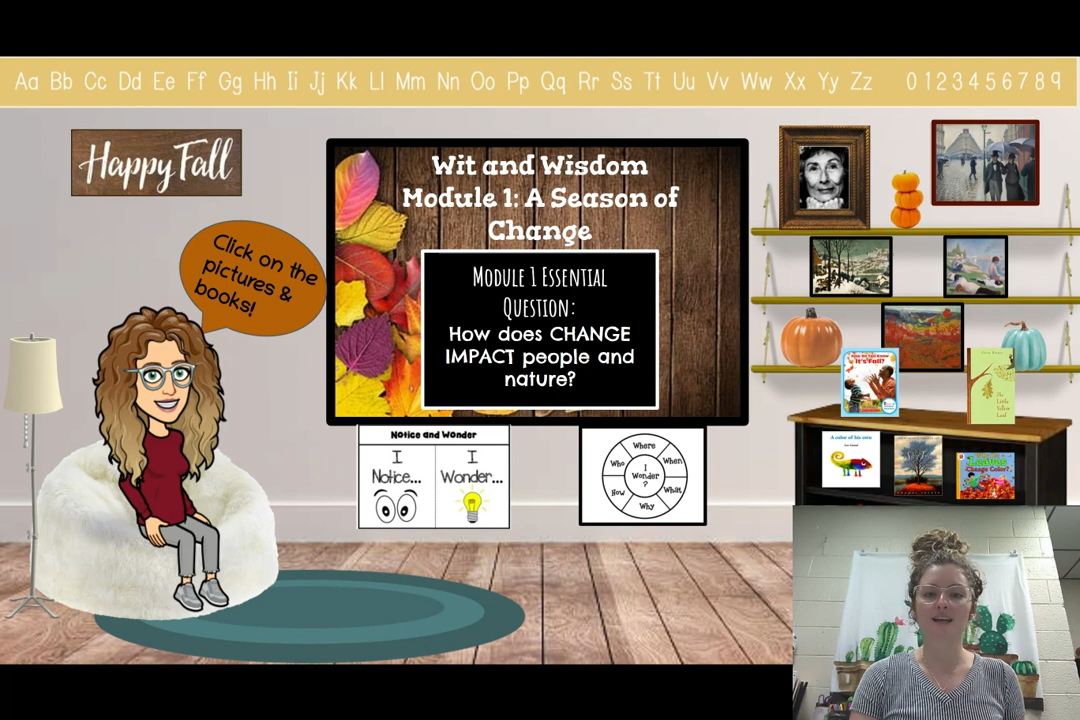 Aa Bb Cc Dd Ee Ff Gg Hh Ii Jj Kk Ll Mm Nn Oo Pp Qq Rr Ss Tt Uu Vv Ww Xx Yy Zz 0 1 2 3 4 5 6 7 8 9
Happy Fall
Click on the
pictures &
books!
Wit and Wisdom
Module 1: A Season of
Change
Module 1 Essential
Question:
How does CHANGE
IMPACT people and
nature?
Notice and Wonder
I
Notice...
I
Wonder...
Where
When
What
Why
How
Who
I
Wonder
?
It's Fall?
The
Little
Yellow
Leaf
A color of his own
Leaves
Change Color?